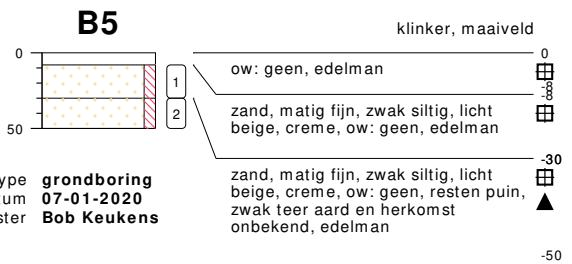 B5
klinker, maaiveld
0
0
ow: geen, edelman
-8
-8
1
2
50
zand, matig fijn, zwak siltig, licht
beige, creme, ow: geen, edelman
-30
ype grondboring
um 07-01-2020
ster Bob Keukens
zand, matig fijn, zwak siltig, licht
beige, creme, ow: geen, resten puin,
zwak teer aard en herkomst
onbekend, edelman
-50